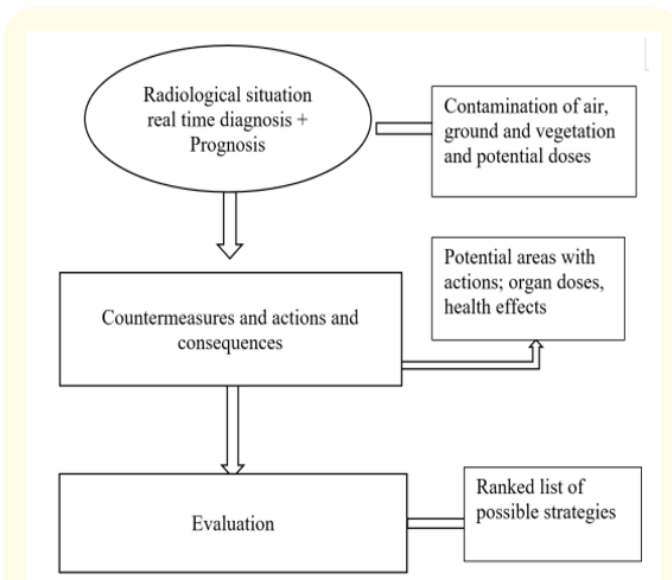 Radiological situation
real time diagnosis +
Prognosis
Contamination of air,
ground and vegetation
and potential doses
Countermeasures and actions and
consequences
Potential areas with
actions; organ doses,
health effects
Evaluation
Ranked list of
possible strategies